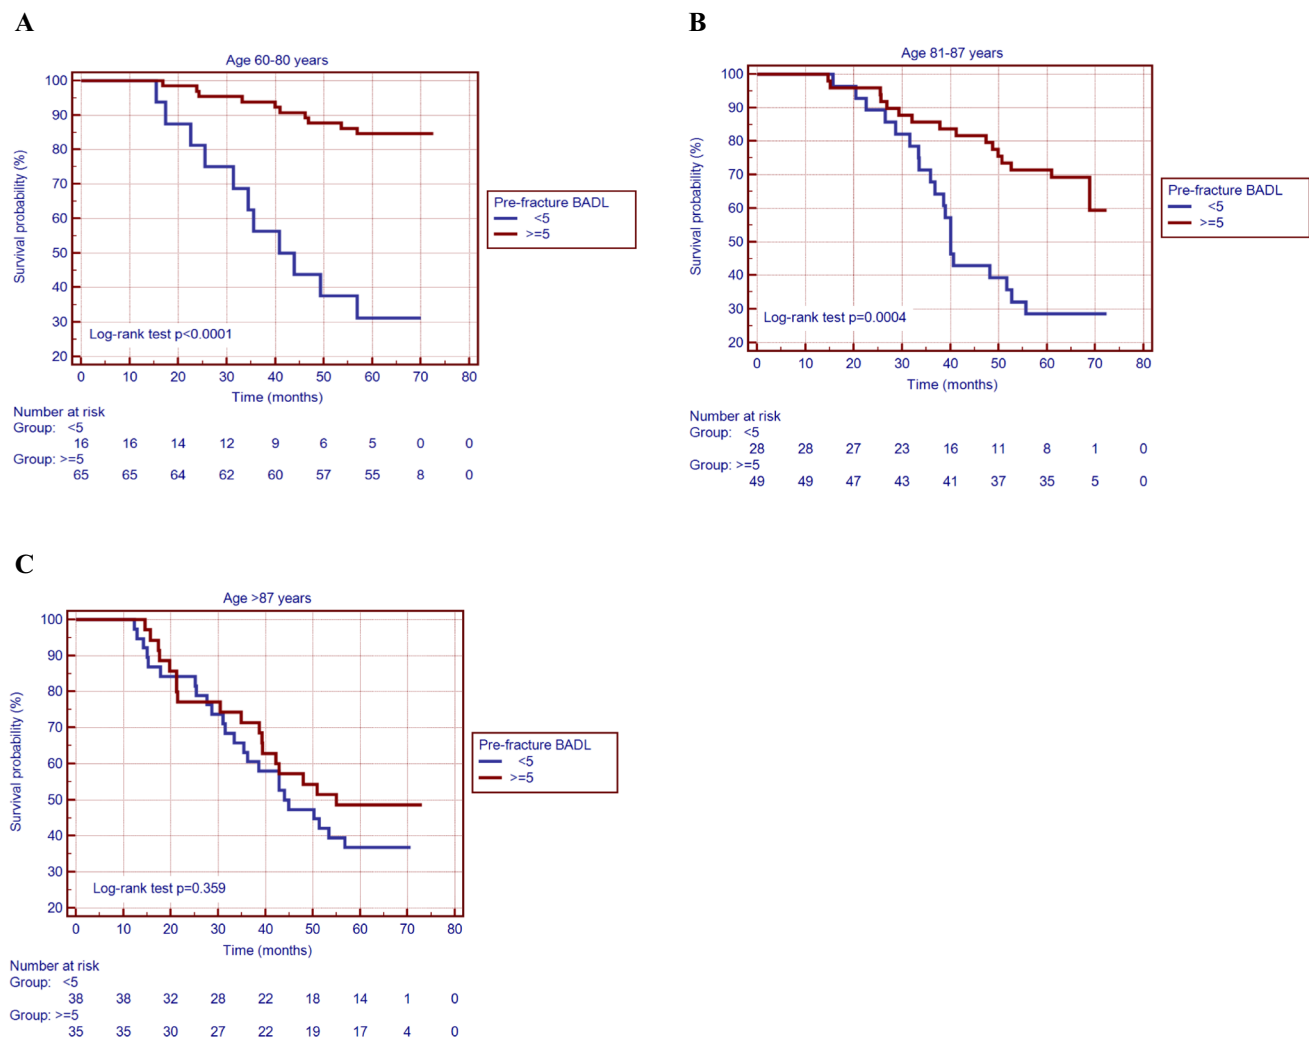 A
Age 60-80 years
100
90
80
70
60
50
40
30
20
Survival probability (%)
Log-rank test p<0.0001
0 10 20 30 40 50 60 70 80
Time (months)
Pre-fracture BADL
<5
>=5
Number at risk
Group: <5
16 16 14 12 9 6 5 0 0
Group: >=5
65 65 64 62 60 57 55 8 0
B
Age 81-87 years
100
90
80
70
60
50
40
30
20
Survival probability (%)
Log-rank test p=0.0004
0 10 20 30 40 50 60 70 80
Time (months)
Pre-fracture BADL
<5
>=5
Number at risk
Group: <5
28 28 27 23 16 11 8 1 0
Group: >=5
49 49 47 43 41 37 35 5 0
C
Age >87 years
100
90
80
70
60
50
40
30
20
Survival probability (%)
Log-rank test p=0.359
0 10 20 30 40 50 60 70 80
Time (months)
Pre-fracture BADL
<5
>=5
Number at risk
Group: <5
38 38 32 28 22 18 14 1 0
Group: >=5
35 35 30 27 22 19 17 4 0